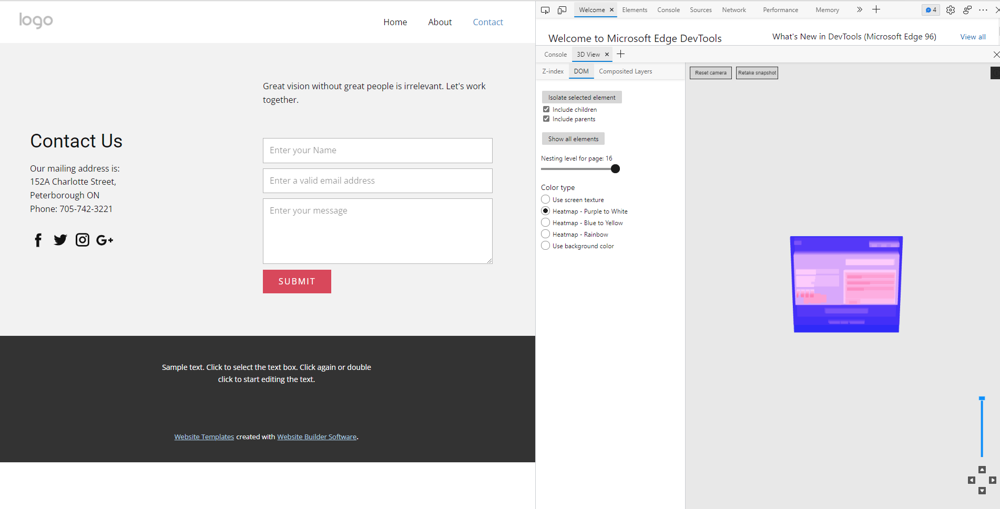 logo
Home About Contact
Great vision without great people is irrelevant. Let's work
together.
Contact Us
Our mailing address is:
152A Charlotte Street,
Peterborough ON
Phone: 705-742-3221
Enter your Name
Enter a valid email address
Enter your message
SUBMIT
Sample text. Click to select the text box. Click again or double
click to start editing the text.
Website Templates created with Website Builder Software.
Welcome Elements Console Sources Network Performance Memory 4
Welcome to Microsoft Edge DevTools
What's New in DevTools (Microsoft Edge 96) View all
Console 3D View
Z-index DOM Composited Layers
Reset camera Retake snapshot
Isolate selected element
Include children
Include parents
Show all elements
Nesting level for page: 16
Color type
Use screen texture
Heatmap - Purple to White
Heatmap - Blue to Yellow
Heatmap - Rainbow
Use background color